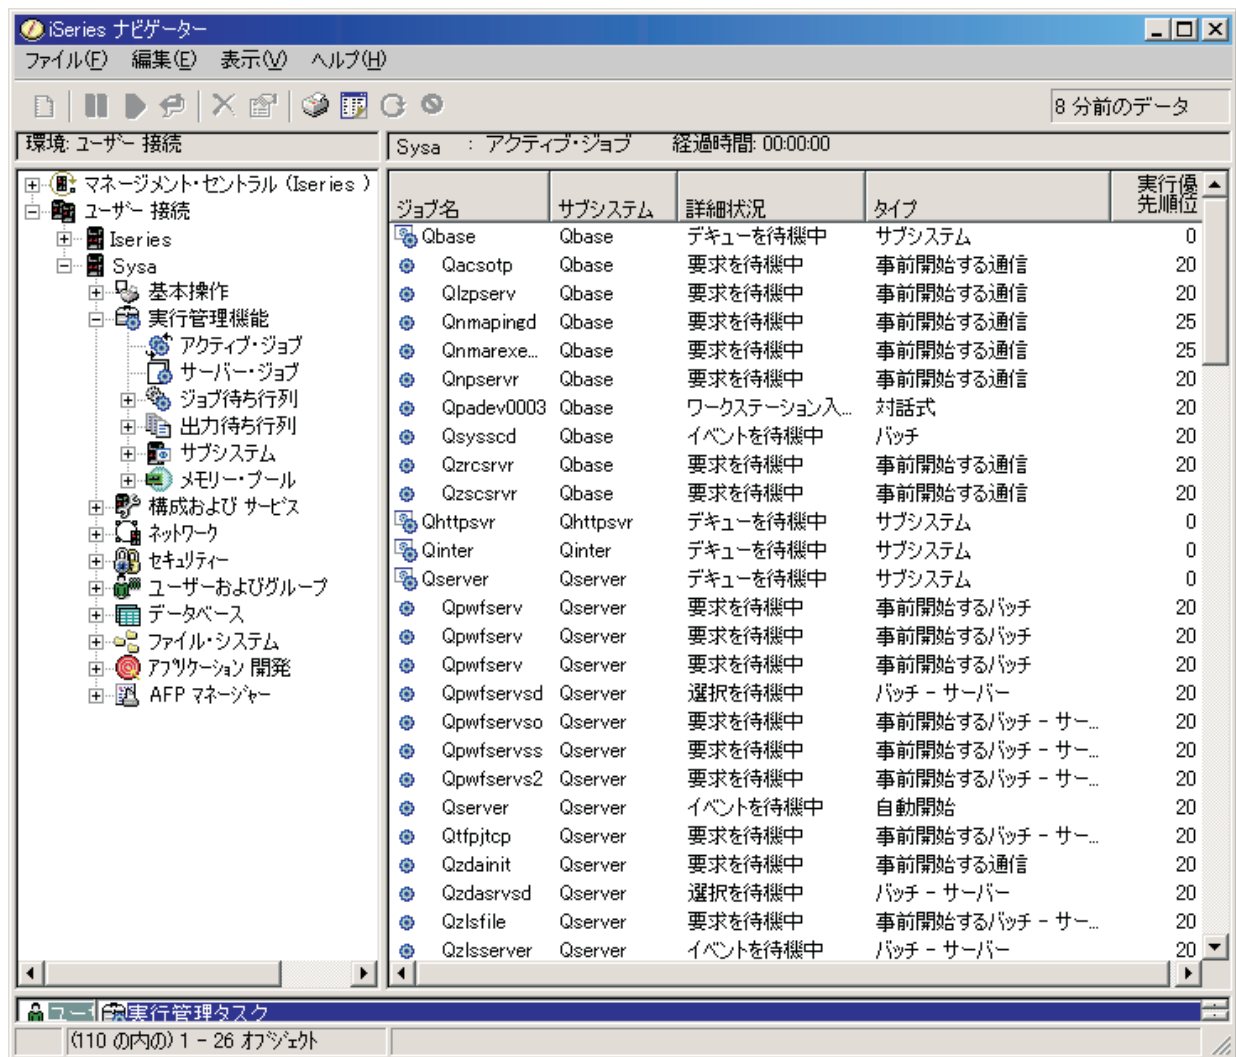 iSeries ナビゲーター
ファイル(F) 編集(E) 表示(V) ヘルプ(H)
8 分前のデータ
環境: ユーザー 接続
Sysa : アクティブ・ジョブ 経過時間: 00:00:00
マネージメント・セントラル (Iseries )
ユーザー 接続
Iseries
Sysa
基本操作
実行管理機能
アクティブ・ジョブ
サーバー・ジョブ
ジョブ待ち行列
出力待ち行列
サブシステム
メモリー・プール
構成および サービス
ネットワーク
セキュリティー
ユーザーおよびグループ
データベース
ファイル・システム
アプリケーション 開発
AFP マネージャー
ジョブ名 サブシステム 詳細状況 タイプ 実行優先順位
Qbase Qbase デキューを待機中 サブシステム 0
Qacsotp Qbase 要求を待機中 事前開始する通信 20
Qlzpserv Qbase 要求を待機中 事前開始する通信 20
Qnmapingd Qbase 要求を待機中 事前開始する通信 25
Qnmarexe... Qbase 要求を待機中 事前開始する通信 25
Qnpservr Qbase 要求を待機中 事前開始する通信 20
Qpadev0003 Qbase ワークステーション入... 対話式 20
Qsysscd Qbase イベントを待機中 バッチ 20
Qzrcsrvr Qbase 要求を待機中 事前開始する通信 20
Qzscsrvr Qbase 要求を待機中 事前開始する通信 20
Qhttpsvr Qhttpsvr デキューを待機中 サブシステム 0
Qinter Qinter デキューを待機中 サブシステム 0
Qserver Qserver デキューを待機中 サブシステム 0
Qpwfserv Qserver 要求を待機中 事前開始するバッチ 20
Qpwfserv Qserver 要求を待機中 事前開始するバッチ 20
Qpwfserv Qserver 要求を待機中 事前開始するバッチ 20
Qpwfservsd Qserver 選択を待機中 バッチ - サーバー 20
Qpwfservso Qserver 要求を待機中 事前開始するバッチ - サー... 20
Qpwfservss Qserver 要求を待機中 事前開始するバッチ - サー... 20
Qpwfservs2 Qserver 要求を待機中 事前開始するバッチ - サー... 20
Qserver Qserver イベントを待機中 自動開始 20
Qtfpjtcp Qserver 要求を待機中 事前開始するバッチ - サー... 20
Qzdainit Qserver 要求を待機中 事前開始する通信 20
Qzdasrvsd Qserver 選択を待機中 バッチ - サーバー 20
Qzlsfile Qserver 要求を待機中 事前開始するバッチ - サー... 20
Qzlsserver Qserver イベントを待機中 バッチ - サーバー 20
ユー 実行管理タスク
(110 の内の) 1 - 26 オブジェクト